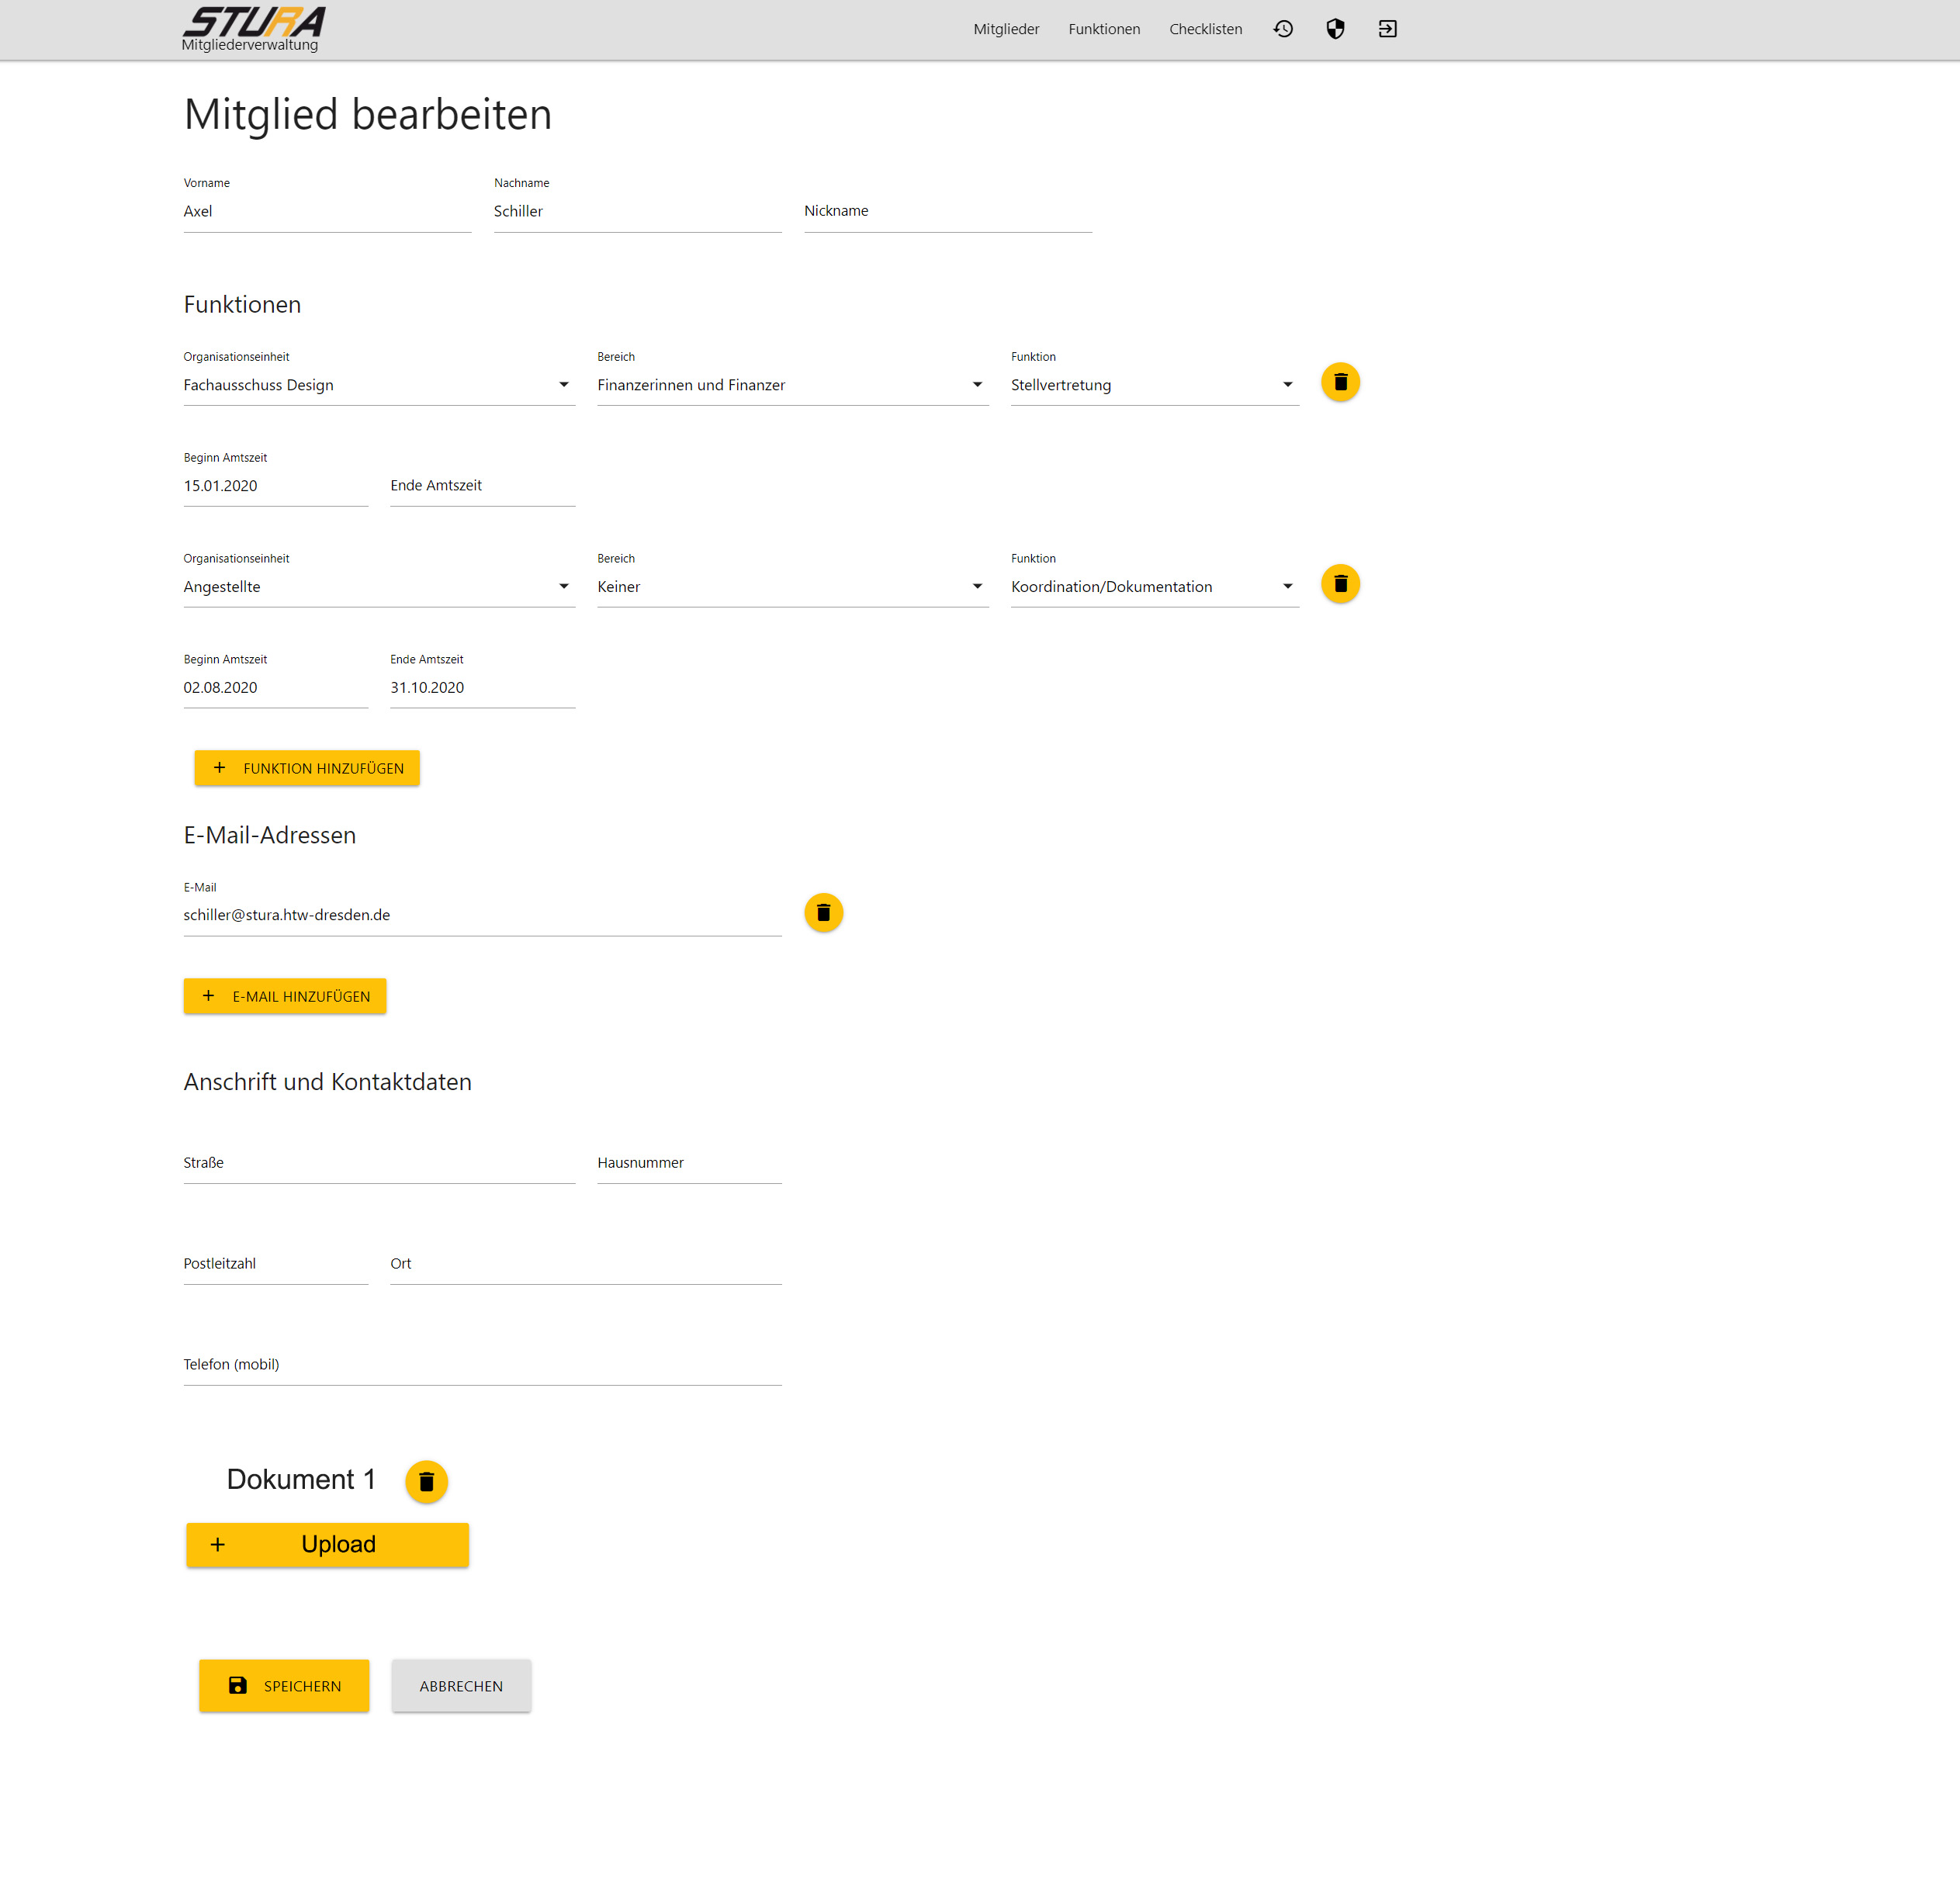 STURA
Mitgliederverwaltung
Mitglieder Funktionen Checklisten
Mitglied bearbeiten
Vorname Nachname
Axel Schiller Nickname
Funktionen
Organisationseinheit Bereich Funktion
Fachausschuss Design Finanzerinnen und Finanzer Stellvertretung
Beginn Amtszeit
15.01.2020 Ende Amtszeit
Organisationseinheit Bereich Funktion
Angestellte Keiner Koordination/Dokumentation
Beginn Amtszeit Ende Amtszeit
02.08.2020 31.10.2020
+ FUNKTION HINZUFÜGEN
E-Mail-Adressen
E-Mail
schiller@stura.htw-dresden.de
+ E-MAIL HINZUFÜGEN
Anschrift und Kontaktdaten
Straße Hausnummer
Postleitzahl Ort
Telefon (mobil)
Dokument 1
+ Upload
SPEICHERN ABBRECHEN